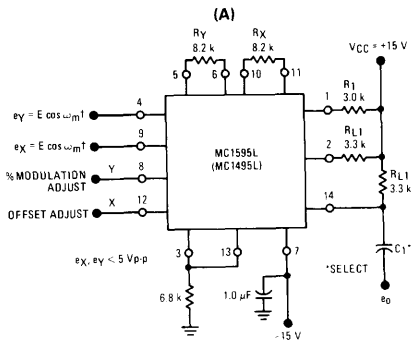 (A)
RY
8.2 k
RX
8.2 k
VCC = +15 V
5
6
10
11
eY = E cos ωmt
4
1
R1
3.0 k
eX = E cos ωmt
9
MC1595L
(MC1495L)
2
RL1
3.3 k
%MODULATION
ADJUST
Y
8
RL1
3.3 k
OFFSET ADJUST
X
12
14
eX, eY < 5 Vp-p
3
13
7
*SELECT
C1*
6.8 k
1.0 µF
eo
-15 V